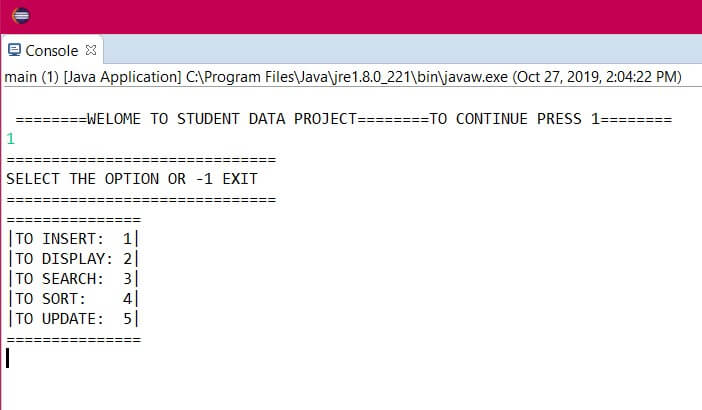 Console
main (1) [Java Application] C:\Program Files\Java\jre1.8.0_221\bin\javaw.exe (Oct 27, 2019, 2:04:22 PM)
========WELOME TO STUDENT DATA PROJECT========TO CONTINUE PRESS 1========
1
==============================
SELECT THE OPTION OR -1 EXIT
==============================
===============
|TO INSERT:  1|
|TO DISPLAY: 2|
|TO SEARCH:  3|
|TO SORT:    4|
|TO UPDATE:  5|
===============